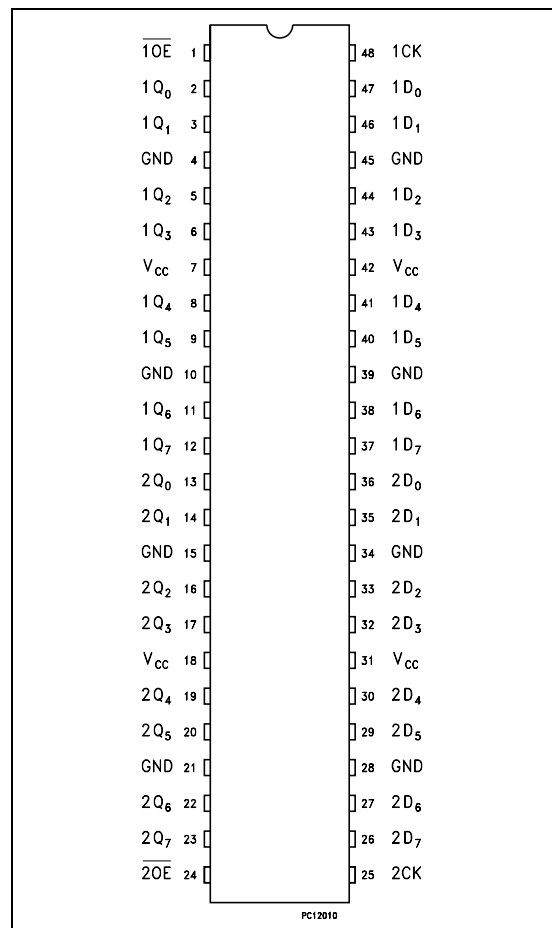 1OE 1 48 1CK
1Q0 2 47 1D0
1Q1 3 46 1D1
GND 4 45 GND
1Q2 5 44 1D2
1Q3 6 43 1D3
VCC 7 42 VCC
1Q4 8 41 1D4
1Q5 9 40 1D5
GND 10 39 GND
1Q6 11 38 1D6
1Q7 12 37 1D7
2Q0 13 36 2D0
2Q1 14 35 2D1
GND 15 34 GND
2Q2 16 33 2D2
2Q3 17 32 2D3
VCC 18 31 VCC
2Q4 19 30 2D4
2Q5 20 29 2D5
GND 21 28 GND
2Q6 22 27 2D6
2Q7 23 26 2D7
2OE 24 25 2CK
PC12010